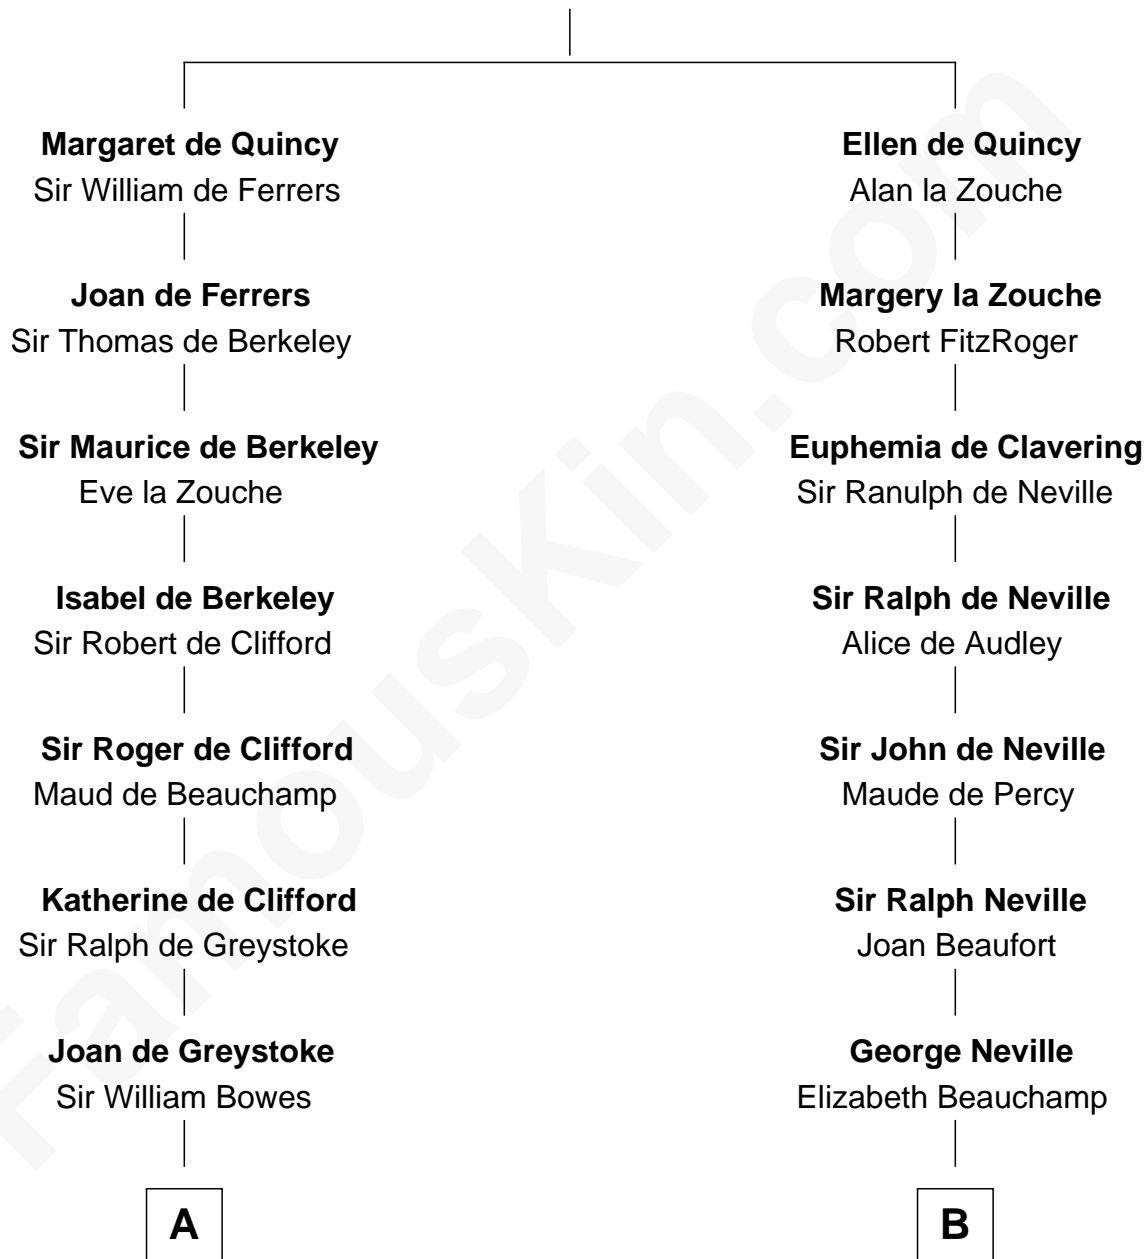 Margaret de Quincy
Sir William de Ferrers
Joan de Ferrers
Sir Thomas de Berkeley
Sir Maurice de Berkeley
Eve la Zouche
Isabel de Berkeley
Sir Robert de Clifford
Sir Roger de Clifford
Maud de Beauchamp
Katherine de Clifford
Sir Ralph de Greystoke
Joan de Greystoke
Sir William Bowes
A
Ellen de Quincy
Alan la Zouche
Margery la Zouche
Robert FitzRoger
Euphemia de Clavering
Sir Ranulph de Neville
Sir Ralph de Neville
Alice de Audley
Sir John de Neville
Maude de Percy
Sir Ralph Neville
Joan Beaufort
George Neville
Elizabeth Beauchamp
B
FamousKin.com